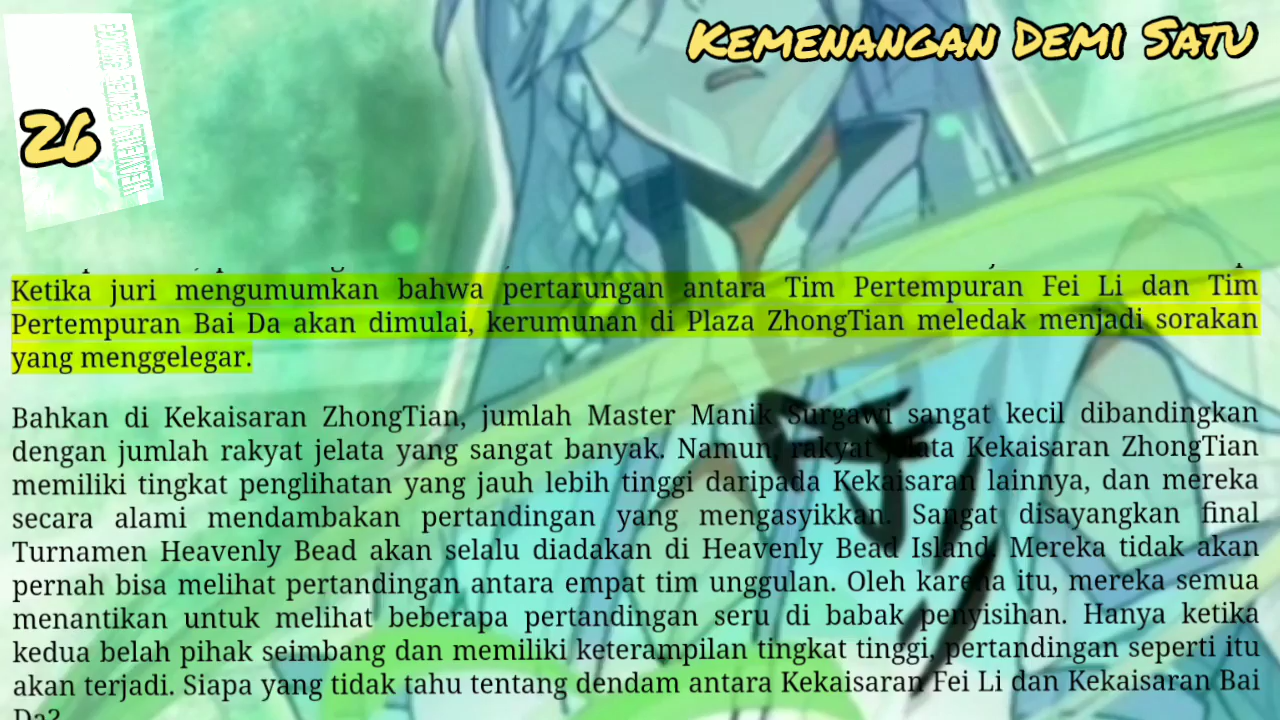 Kemenangan Demi Satu
26
Ketika juri mengumumkan bahwa pertarungan antara Tim Pertempuran Fei Li dan Tim
Pertempuran Bai Da akan dimulai, kerumunan di Plaza ZhongTian meledak menjadi sorakan
yang menggelegar.
Bahkan di Kekaisaran ZhongTian, jumlah Master Manik Surgawi sangat kecil dibandingkan
dengan jumlah rakyat jelata yang sangat banyak. Namun, rakyat jelata Kekaisaran ZhongTian
memiliki tingkat penglihatan yang jauh lebih tinggi daripada Kekaisaran lainnya, dan mereka
secara alami mendambakan pertandingan yang mengasyikkan. Sangat disayangkan final
Turnamen Heavenly Bead akan selalu diadakan di Heavenly Bead Island. Mereka tidak akan
pernah bisa melihat pertandingan antara empat tim unggulan. Oleh karena itu, mereka semua
menantikan untuk melihat beberapa pertandingan seru di babak penyisihan. Hanya ketika
kedua belah pihak seimbang dan memiliki keterampilan tingkat tinggi, pertandingan seperti itu
akan terjadi. Siapa yang tidak tahu tentang dendam antara Kekaisaran Fei Li dan Kekaisaran Bai
Da?